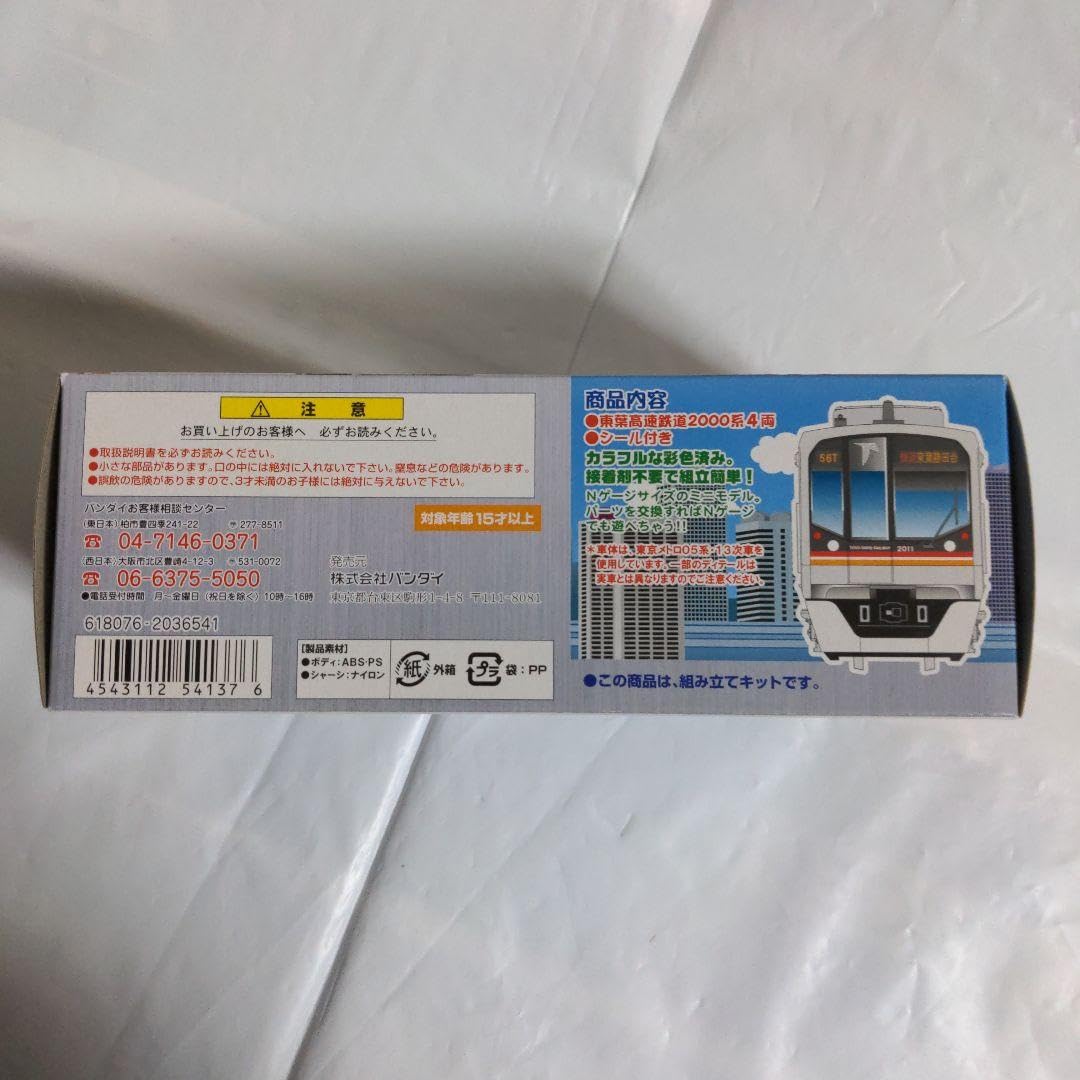 注意
お買い上げのお客様へ 必ずお読みください。
●取扱説明書を必ずお読みください。
●小さな部品があります。口の中には絶対に入れないで下さい。窒息などの危険があります。
●誤飲の危険がありますので、3才未満のお子様には絶対に与えないで下さい。
バンダイお客様相談センター
(東日本)柏市豊四季241-22 〒277-8511
☎ 04-7146-0371
(西日本)大阪市北区豊崎4-12-3 〒531-0072
☎ 06-6375-5050
●電話受付時間 月〜金曜日(祝日を除く)10時〜16時
対象年齢15才以上
発売元
株式会社バンダイ
東京都台東区駒形1-4-8 〒111-8081
618076-2036541
4543112 541376
【製品素材】
●ボディ:ABS・PS
●シャーシ:ナイロン
紙 外箱
プラ 袋:PP
商品内容
●東葉高速鉄道2000系4両
●シール付き
カラフルな彩色済み。
接着剤不要で組立簡単!
Nゲージサイズのミニモデル。
パーツを交換すればNゲージ
でも遊べちゃう!!
*車体は、東京メトロ05系・13次車を
使用しています。一部のディテールは
実車とは異なりますのでご注意ください。
●この商品は、組み立てキットです。
56T
快速 東葉勝田台
2011